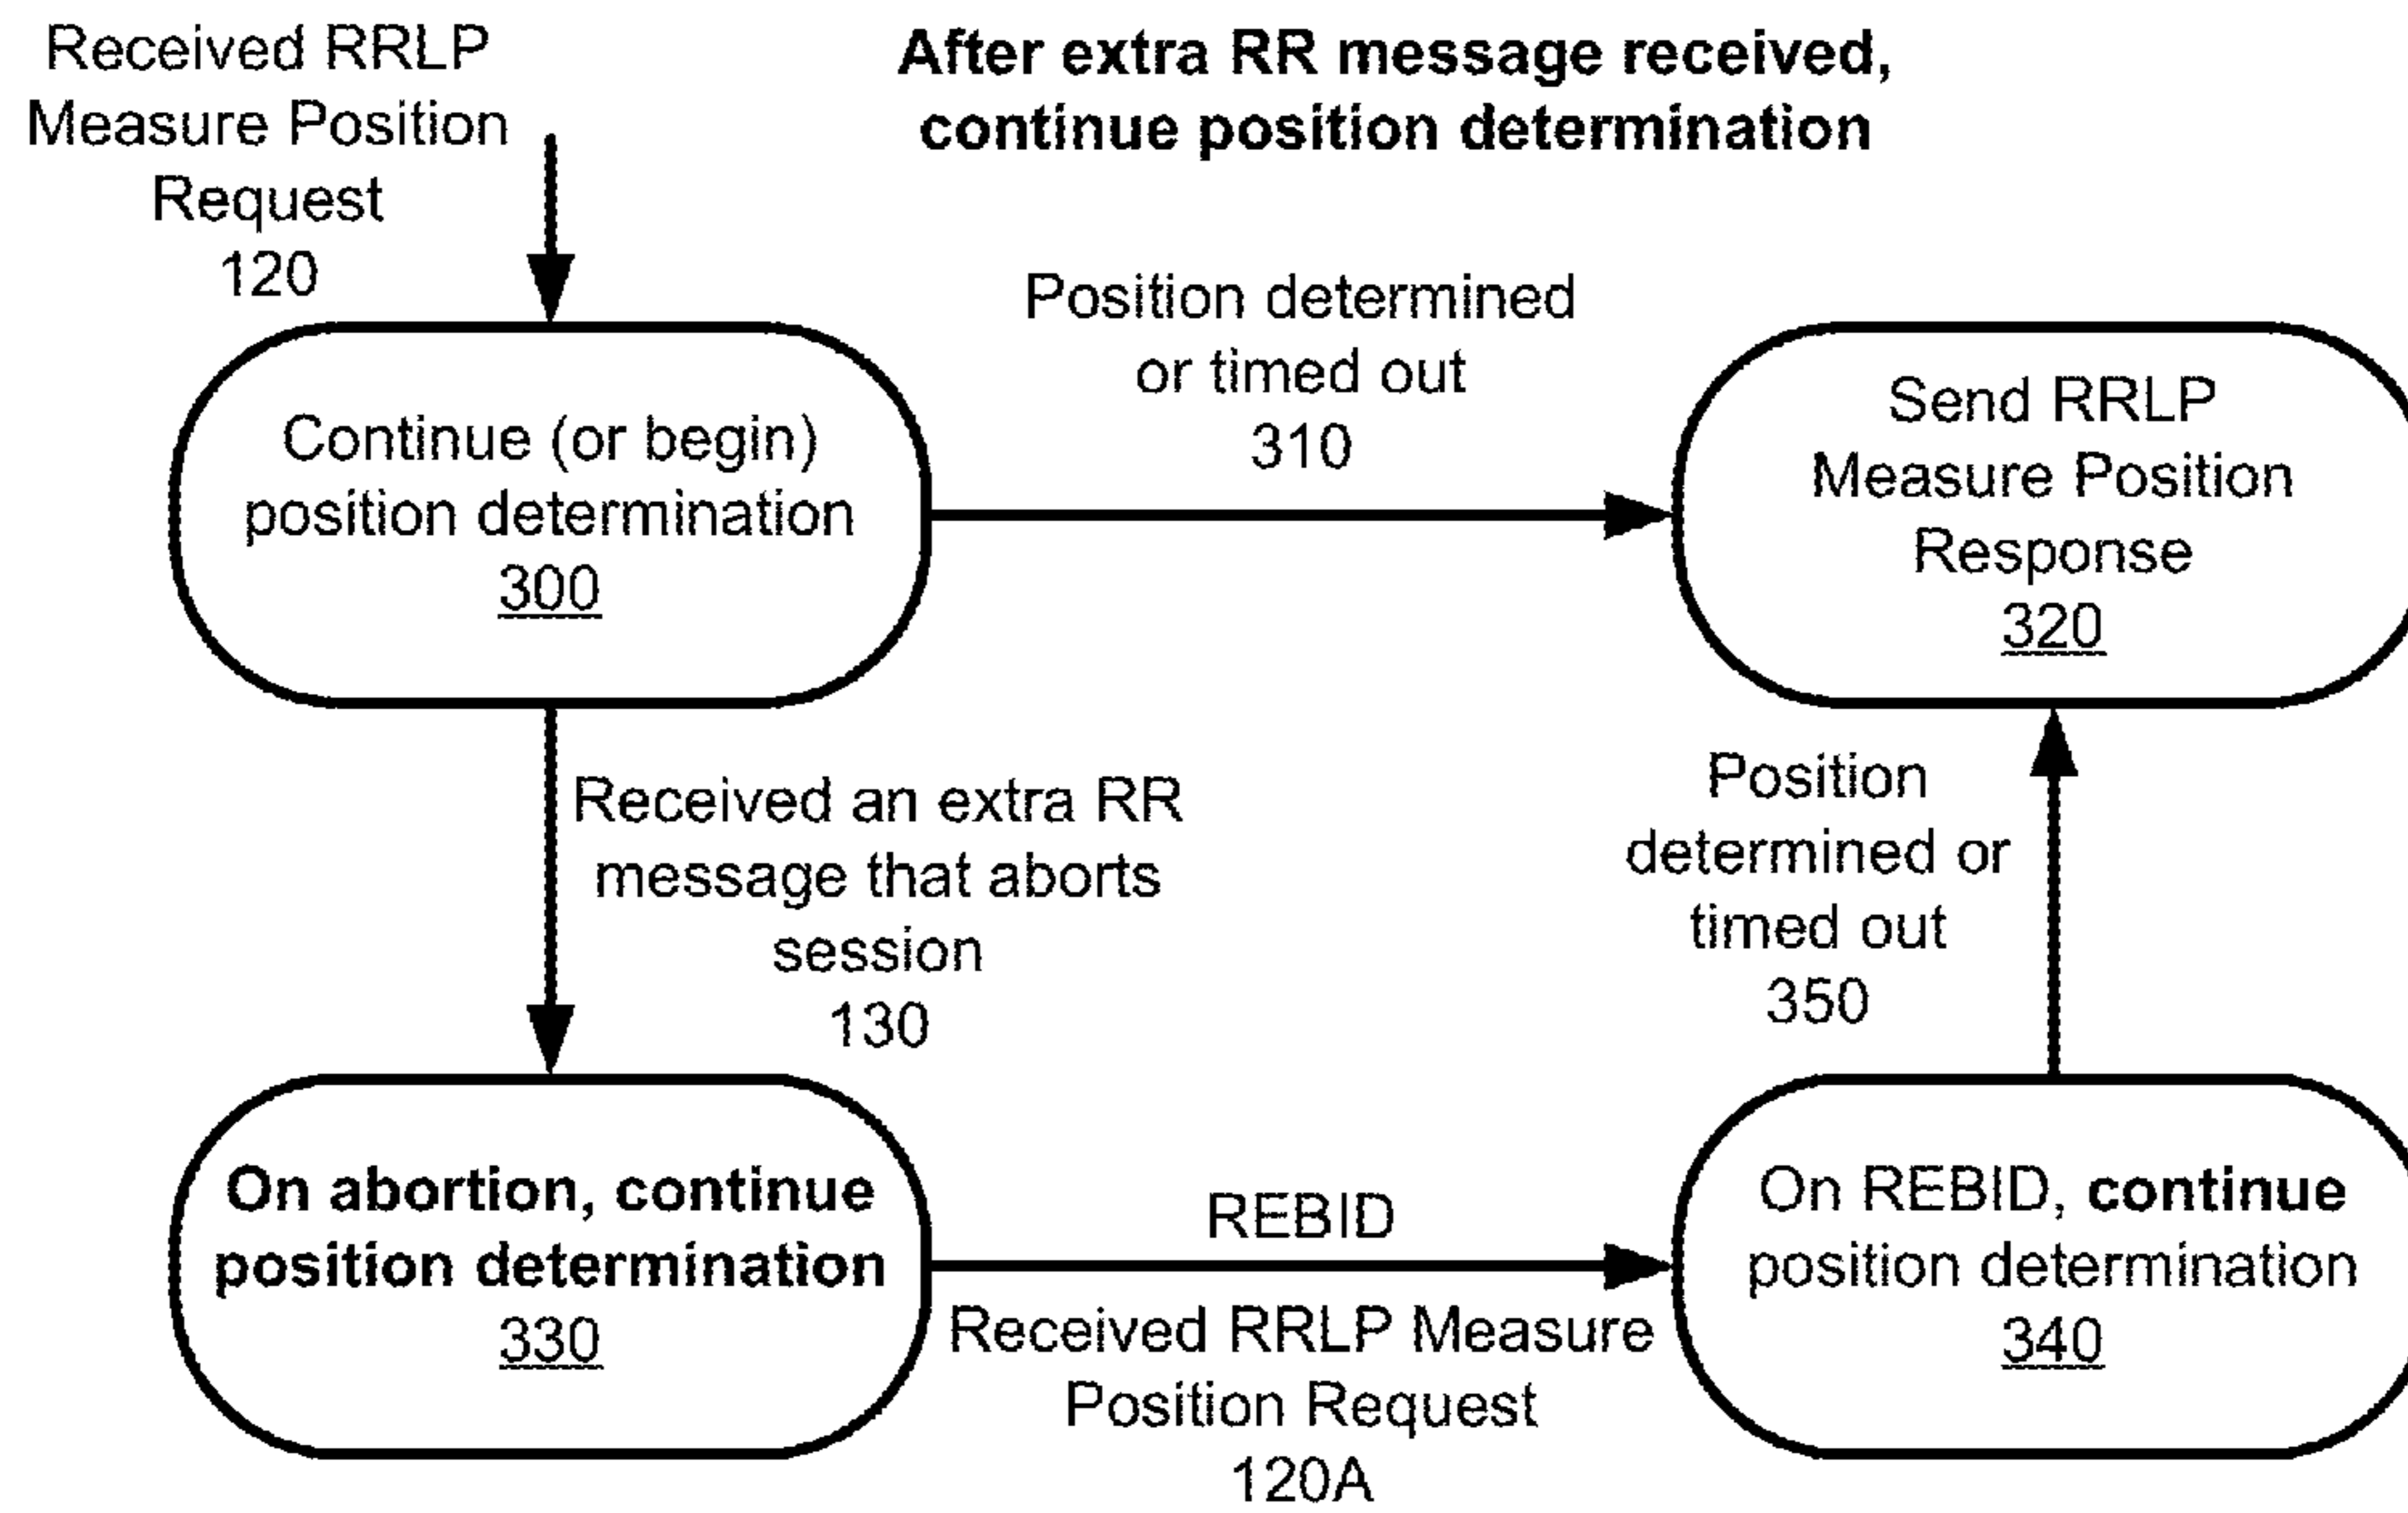 Received RRLP
Measure Position
Request
120
After extra RR message received,
continue position determination
Continue (or begin)
position determination
300
Position determined
or timed out
310
Send RRLP
Measure Position
Response
320
Received an extra RR
message that aborts
session
130
Position
determined or
timed out
350
On abortion, continue
position determination
330
REBID
Received RRLP Measure
Position Request
120A
On REBID, continue
position determination
340